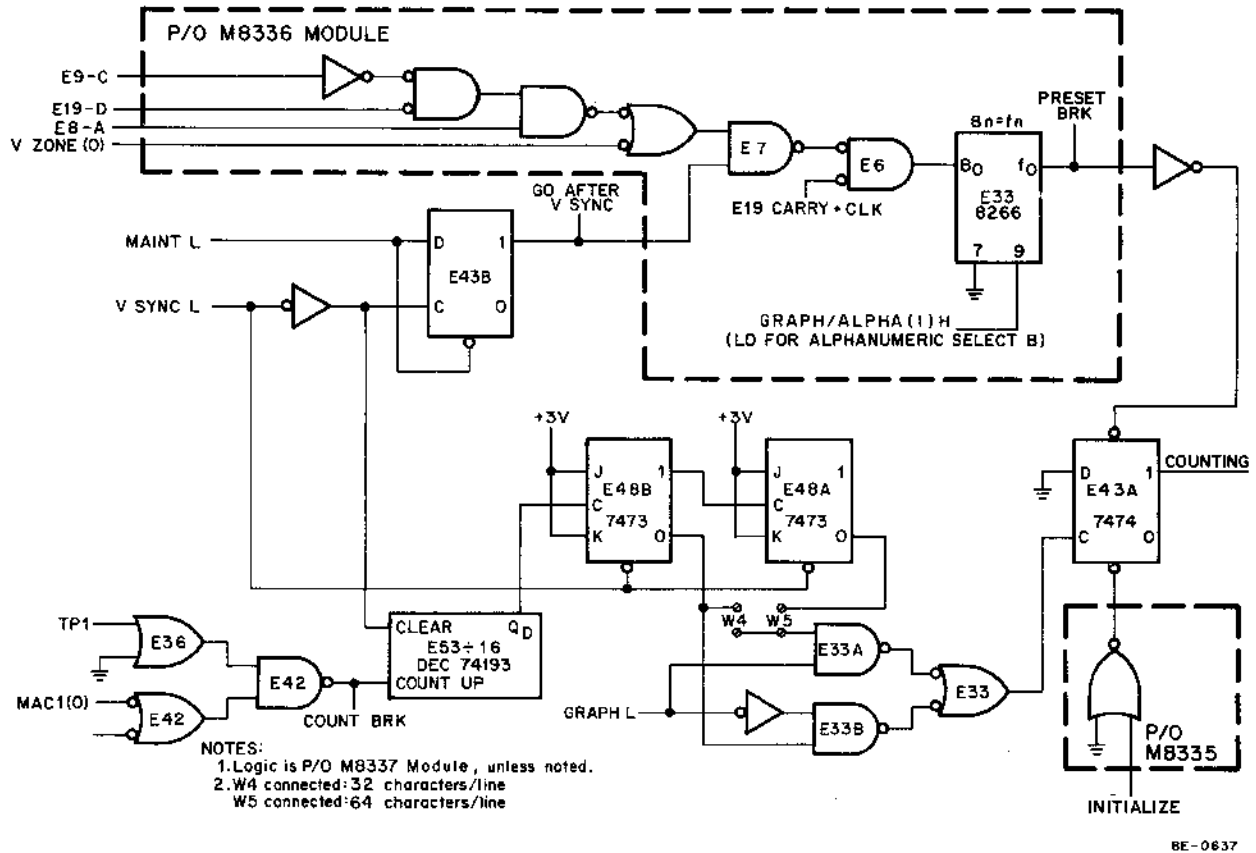 P/O M8336 MODULE
E9-C
E19-D
E8-A
V ZONE(0)
E7
E6
E19 CARRY + CLK
Bn=fn
B0
f0
E33
8266
7
9
PRESET
BRK
GO AFTER
V SYNC
MAINT L
V SYNC L
D
1
E43B
C
0
GRAPH/ALPHA(1)H
(LO FOR ALPHANUMERIC SELECT B)
+3V
+3V
J
1
E48B
C
7473
K
0
J
1
E48A
C
7473
K
0
D
1
E43A
7474
C
0
COUNTING
W4
W5
TP1
E36
MAC1(0)
E42
E42
COUNT BRK
CLEAR
QD
E53÷16
DEC 74193
COUNT UP
GRAPH L
E33A
E33B
E33
P/O
M8335
INITIALIZE
NOTES:
1.Logic is P/O M8337 Module, unless noted.
2.W4 connected:32 characters/line
W5 connected:64 characters/line
BE-0637